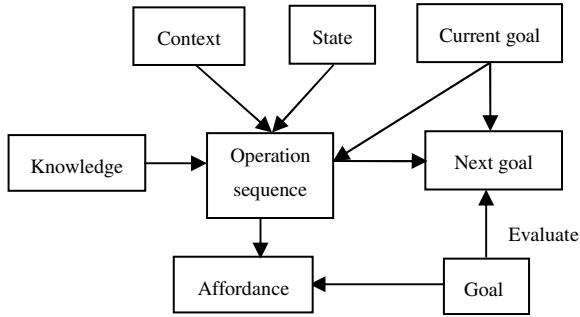 Context
State
Current goal
Knowledge
Operation
sequence
Next goal
Evaluate
Affordance
Goal